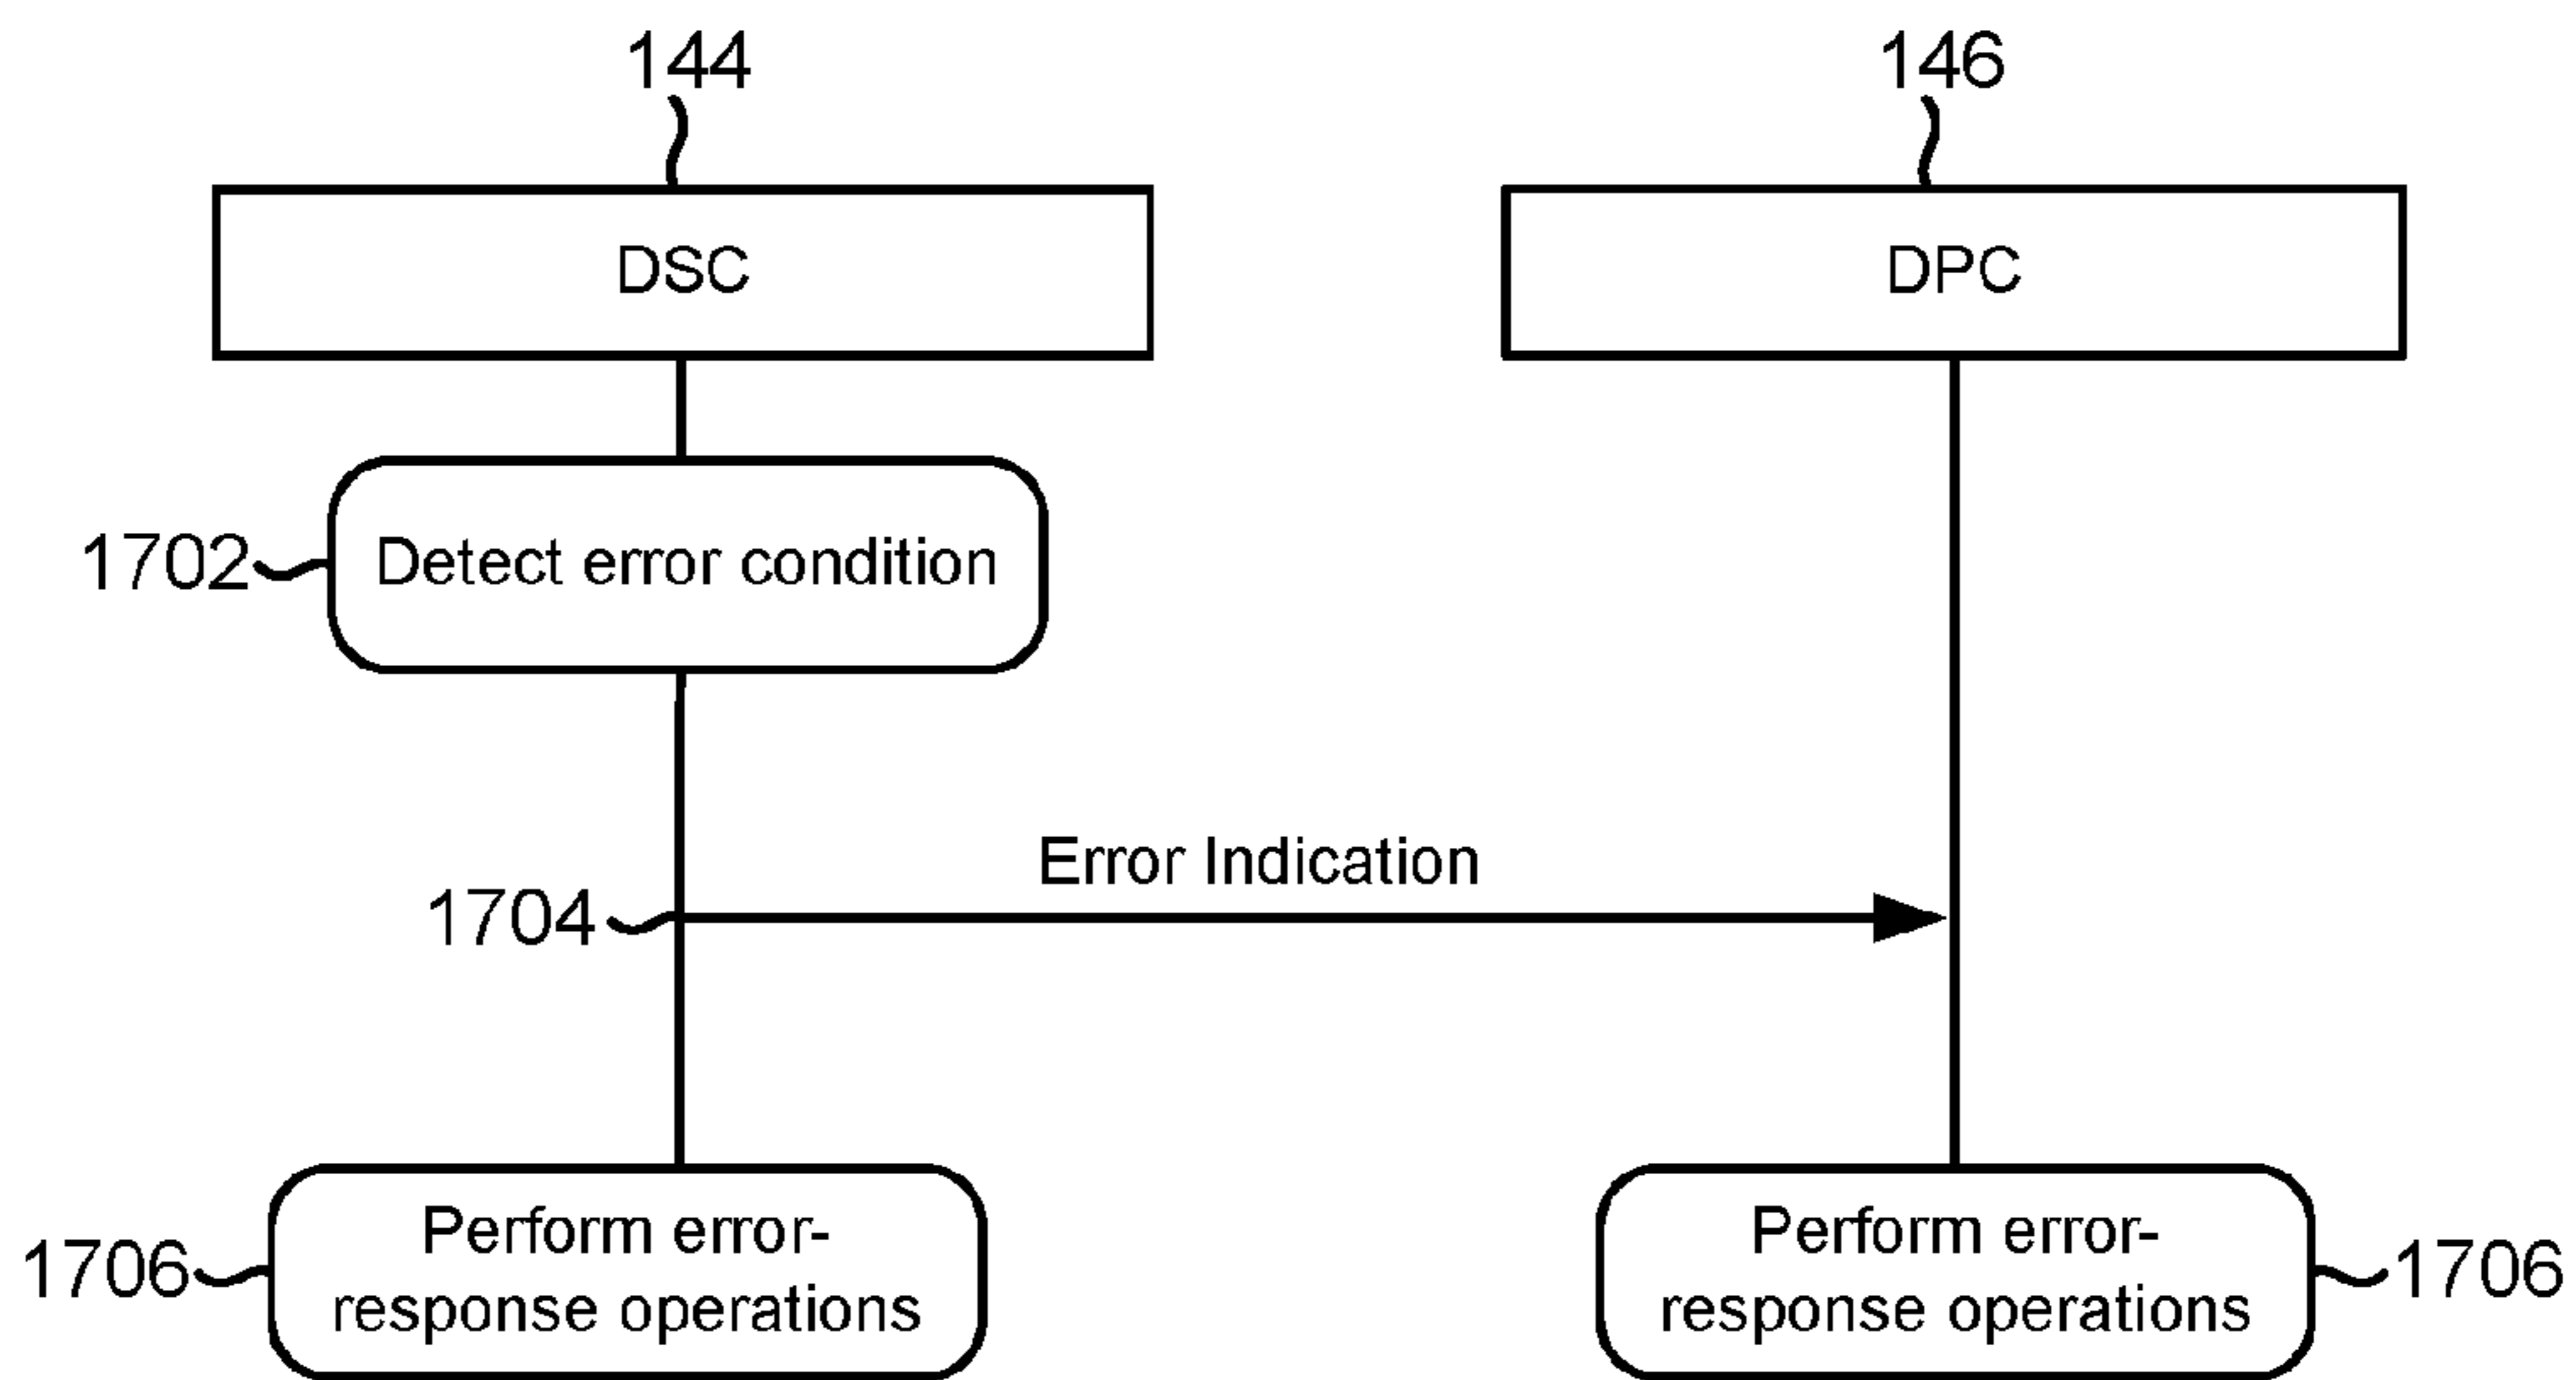 144
146
DSC
DPC
1702
Detect error condition
Error Indication
1704
1706
Perform error-
response operations
Perform error-
response operations
1706